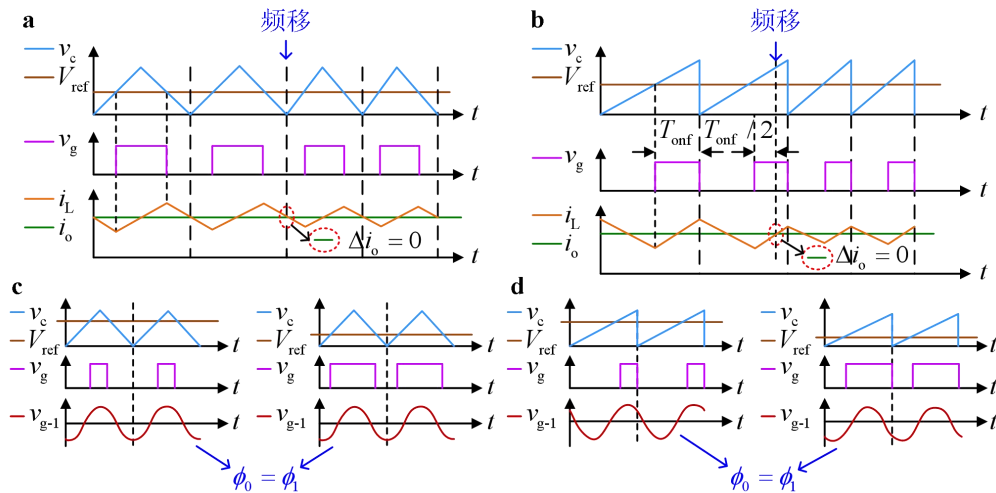 a
频移
v_c
V_ref
t
v_g
t
i_L
i_o
Δi_o = 0
t
b
频移
v_c
V_ref
t
T_onf
T_onf / 2
v_g
t
i_L
i_o
Δi_o = 0
t
c
v_c
V_ref
t
v_g
t
v_g-1
t
v_c
V_ref
t
v_g
t
v_g-1
t
ϕ_0 = ϕ_1
d
v_c
V_ref
t
v_g
t
v_g-1
t
v_c
V_ref
t
v_g
t
v_g-1
t
ϕ_0 = ϕ_1